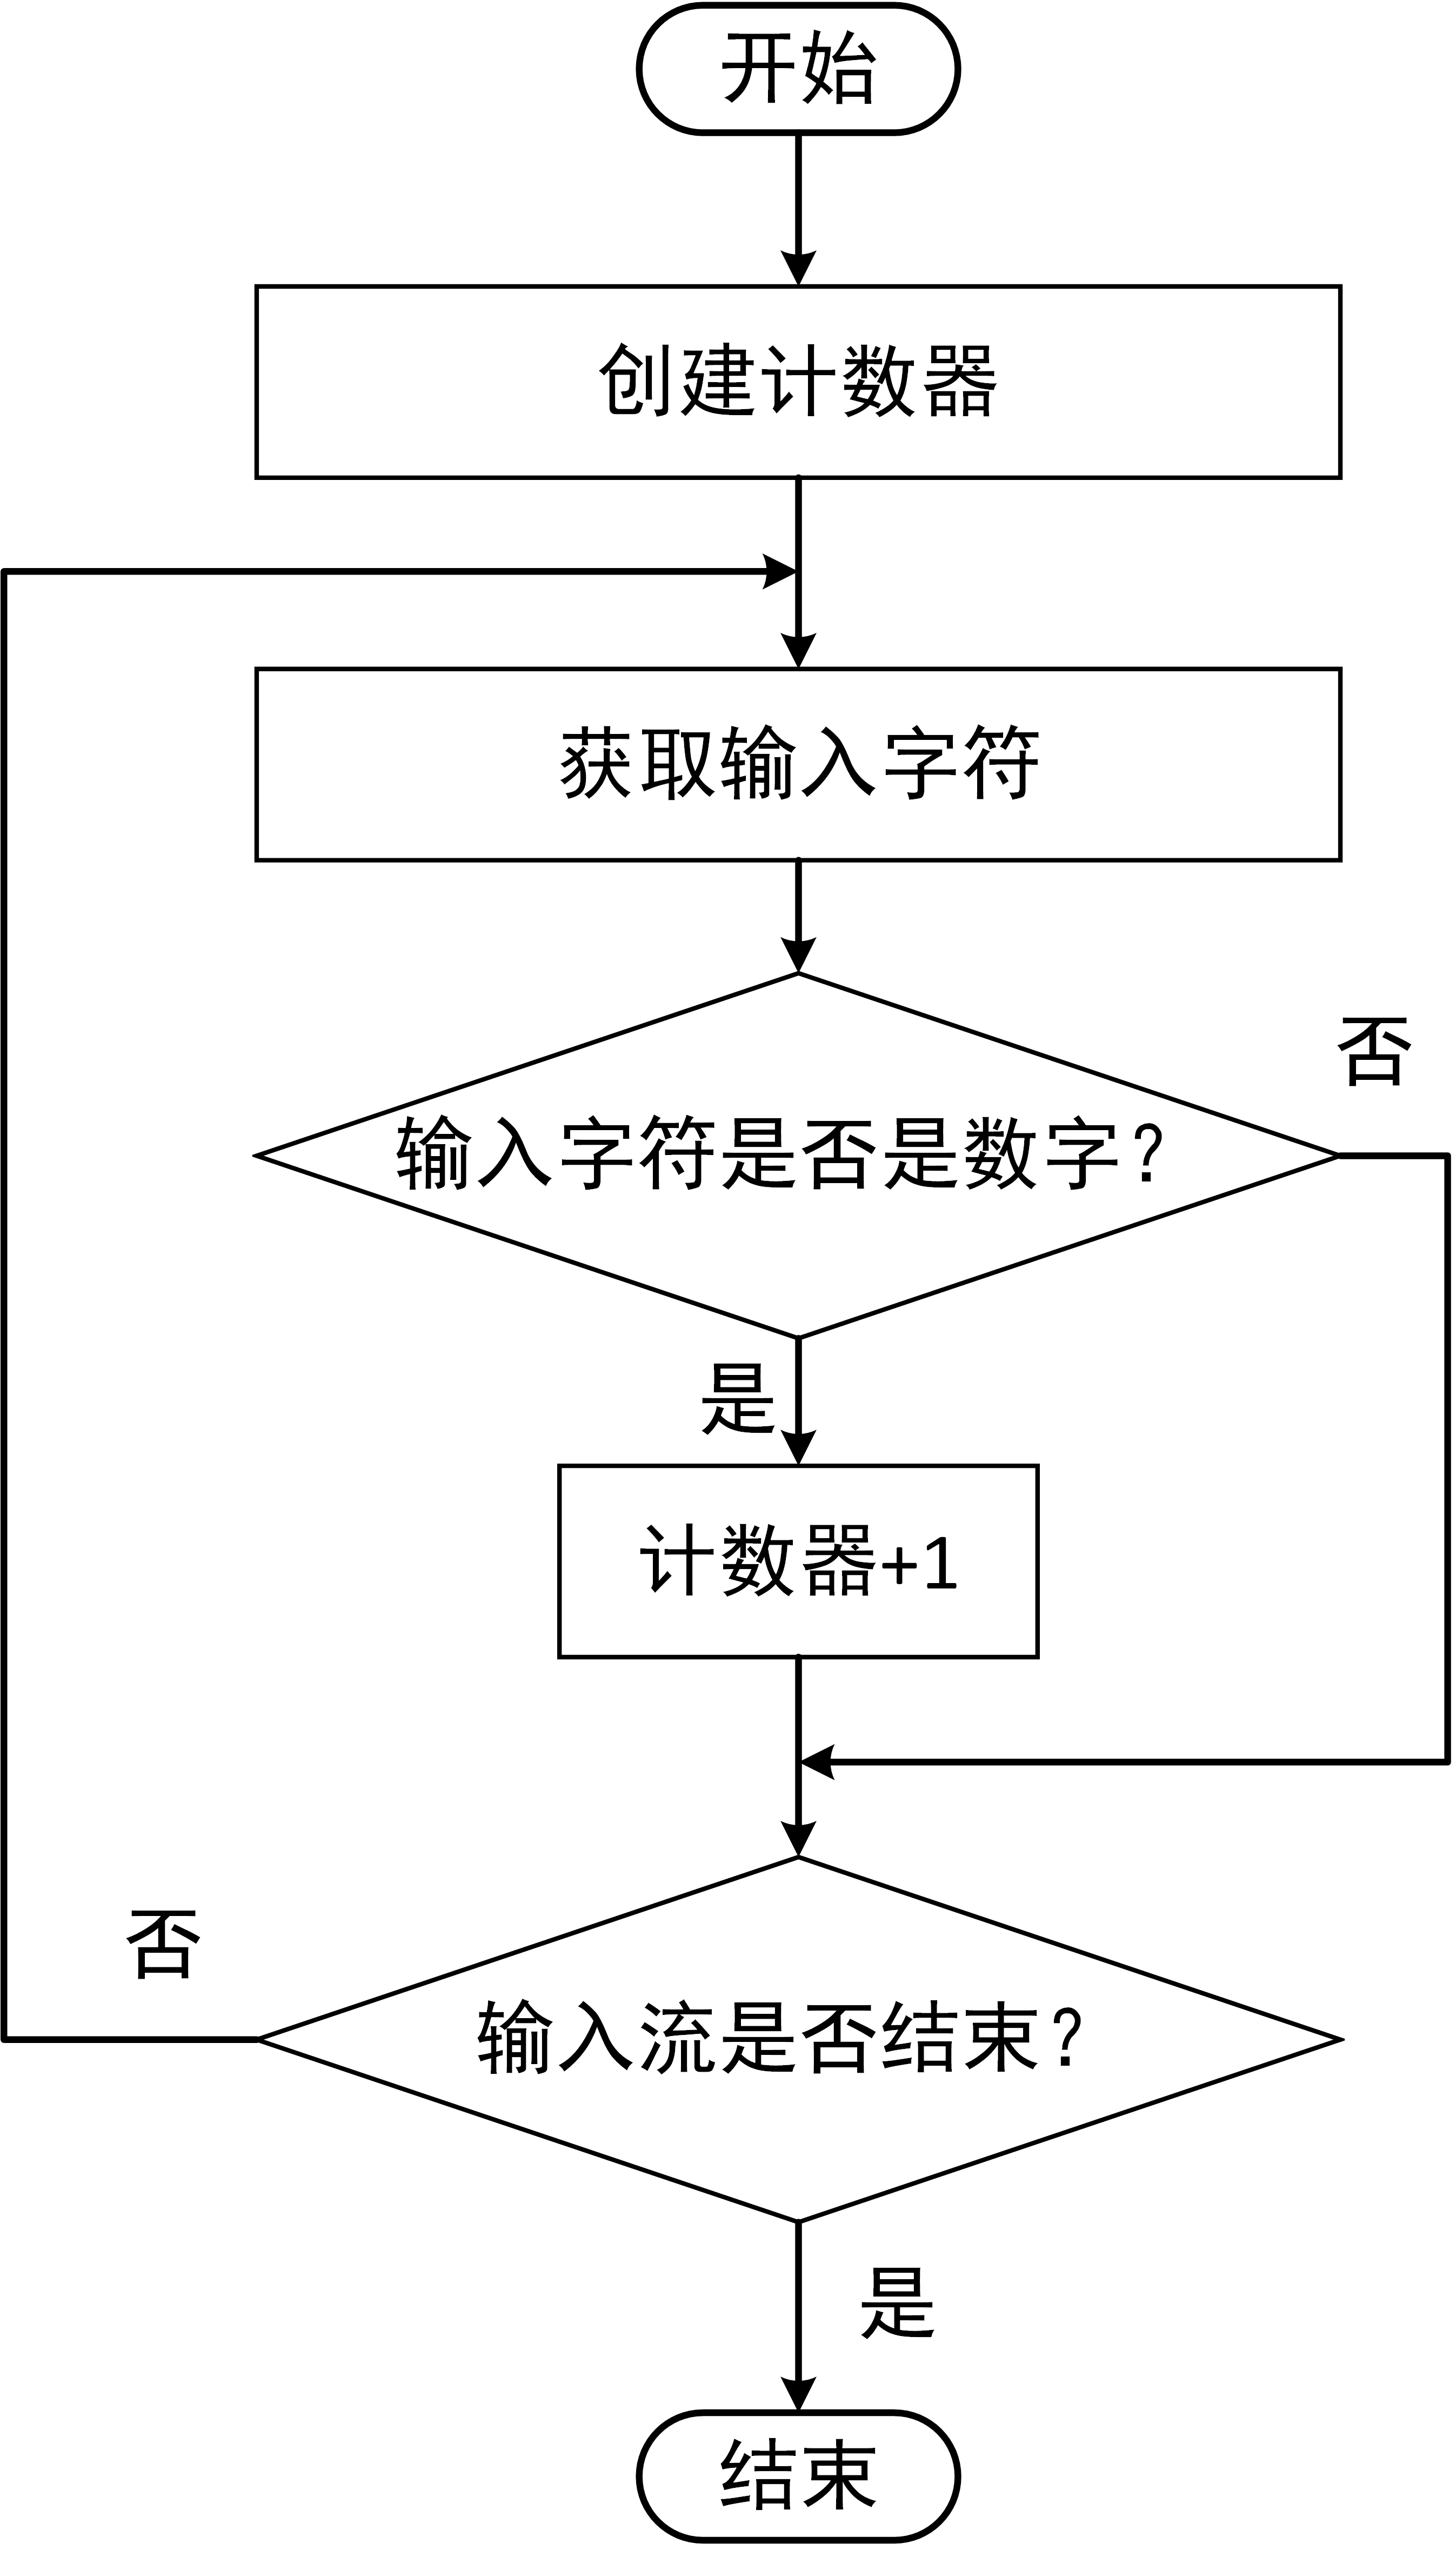 开始
创建计数器
获取输入字符
输入字符是否是数字?
否
是
计数器+1
输入流是否结束?
否
是
结束